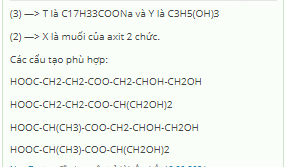 (3) —> T là C17H33COONa và Y là C3H5(OH)3
(2) —> X là muối của axit 2 chức.
Các cấu tạo phù hợp:
HOOC-CH2-CH2-COO-CH2-CHOH-CH2OH
HOOC-CH2-CH2-COO-CH(CH2OH)2
HOOC-CH(CH3)-COO-CH2-CHOH-CH2OH
HOOC-CH(CH3)-COO-CH(CH2OH)2